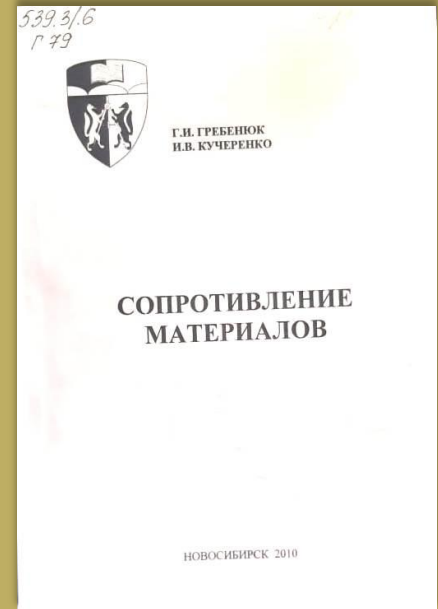 539.3/.6
Г 79
Г.И. ГРЕБЕНЮК
И.В. КУЧЕРЕНКО
СОПРОТИВЛЕНИЕ
МАТЕРИАЛОВ
НОВОСИБИРСК 2010